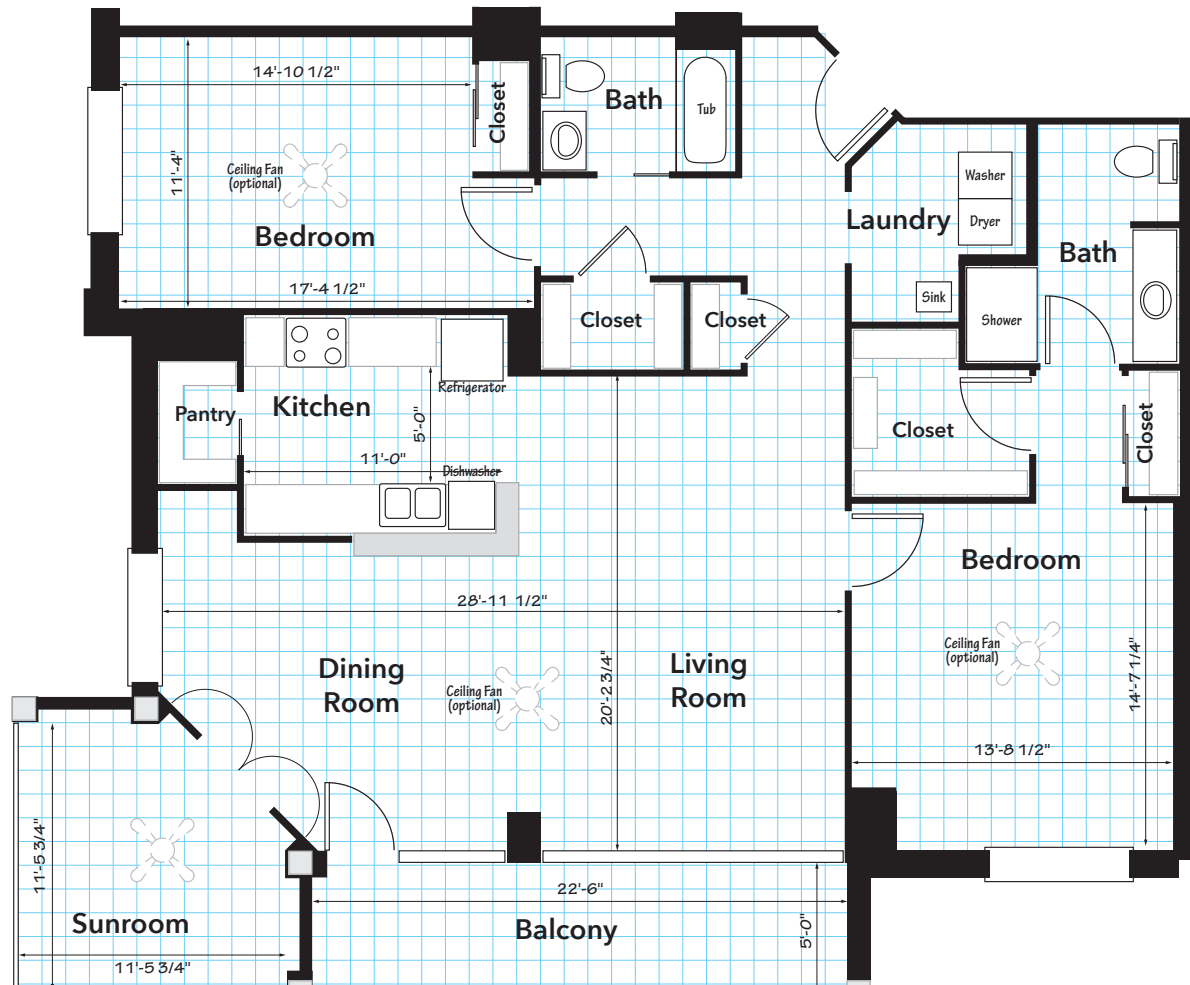 14'-10 1/2"
Closet
Bath
Tub
11'-4"
Ceiling Fan
(optional)
Bedroom
17'-4 1/2"
Washer
Dryer
Laundry
Sink
Bath
Shower
Closet
Closet
Refrigerator
Pantry
Kitchen
5'-0"
11'-0"
Dishwasher
Closet
Closet
28'-11 1/2"
Bedroom
Ceiling Fan
(optional)
14'-7 1/4"
13'-8 1/2"
Dining
Room
Ceiling Fan
(optional)
20'-2 3/4"
Living
Room
11'-5 3/4"
Sunroom
11'-5 3/4"
22'-6"
Balcony
5'-0"